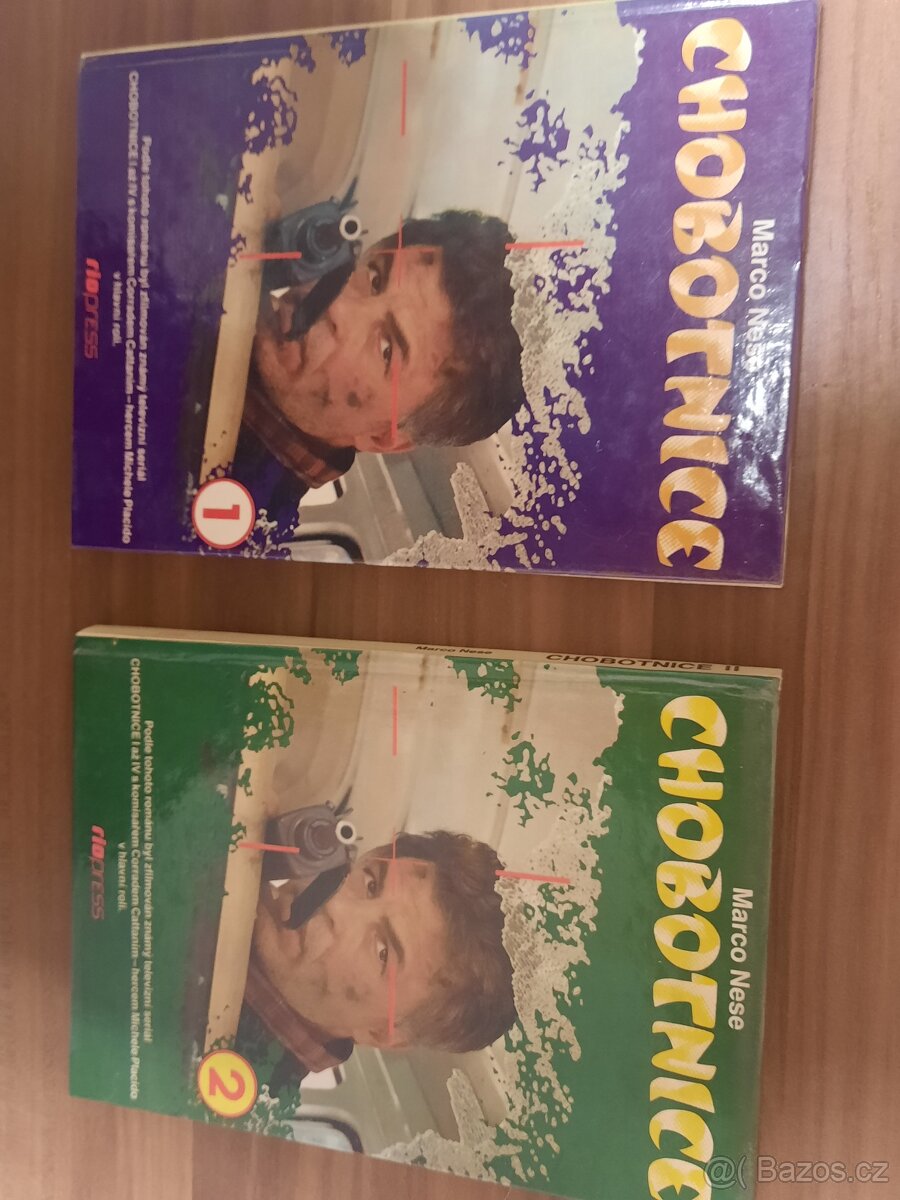 Marco Nese
CHOBOTNICE
1
Podle tohoto románu byl zfilmován známý televizní seriál
CHOBOTNICE I až IV s komisařem Corradem Cattanim – hercem Michele Placido
v hlavní roli.
riopress
Marco Nese CHOBOTNICE II
Marco Nese
CHOBOTNICE
2
Podle tohoto románu byl zfilmován známý televizní seriál
CHOBOTNICE I až IV s komisařem Corradem Cattanim – hercem Michele Placido
v hlavní roli.
riopress
@( Bazos.cz